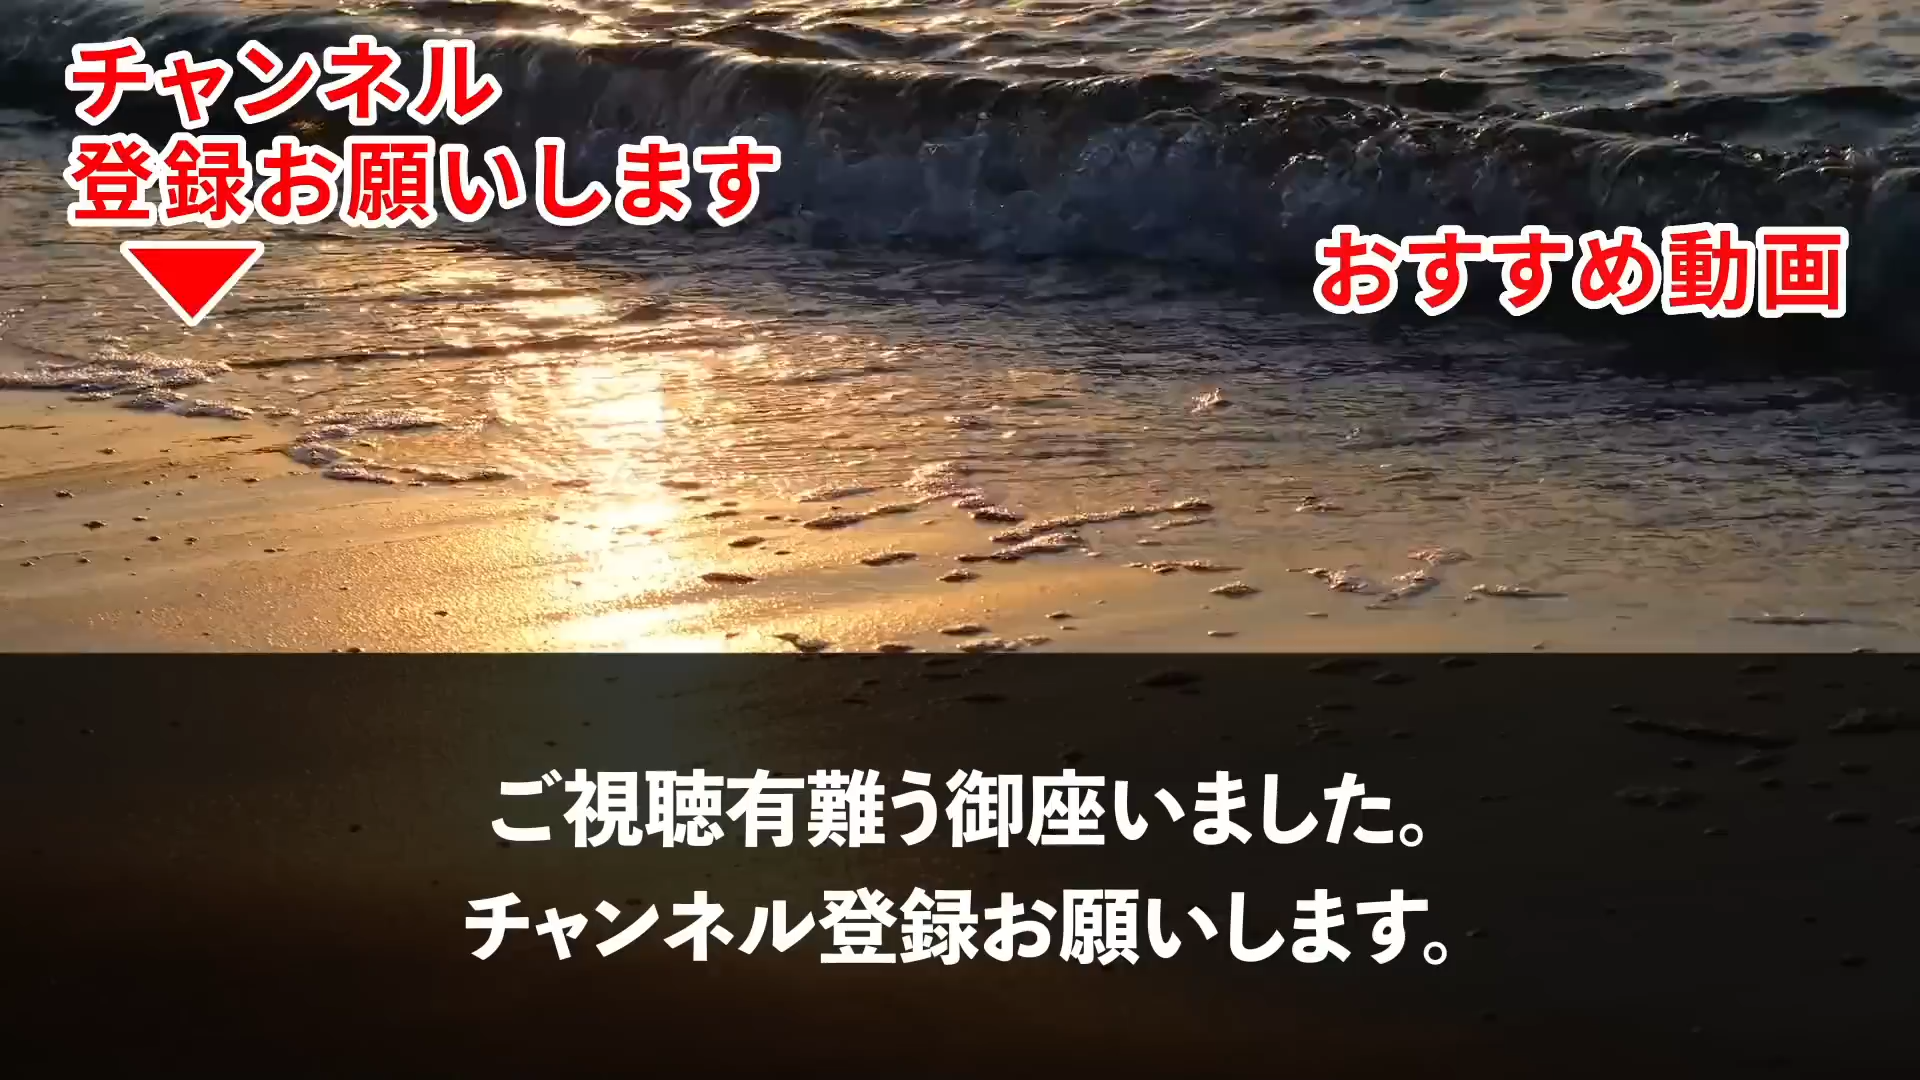 チャンネル
登録お願いします
おすすめ動画
ご視聴有難う御座いました。
チャンネル登録お願いします。